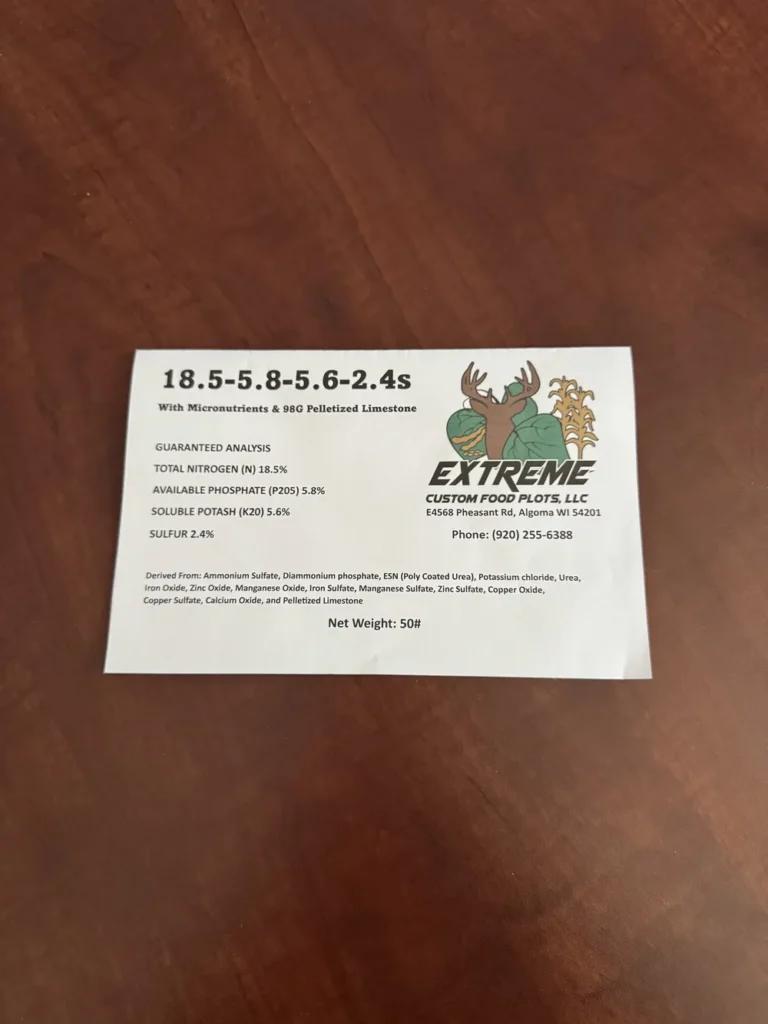 18.5-5.8-5.6-2.4s
With Micronutrients & 98G Pelletized Limestone
GUARANTEED ANALYSIS
TOTAL NITROGEN (N) 18.5%
AVAILABLE PHOSPHATE (P205) 5.8%
SOLUBLE POTASH (K20) 5.6%
SULFUR 2.4%
EXTREME
CUSTOM FOOD PLOTS, LLC
E4568 Pheasant Rd, Algoma WI 54201
Phone: (920) 255-6388
Derived From: Ammonium Sulfate, Diammonium phosphate, ESN (Poly Coated Urea), Potassium chloride, Urea,
Iron Oxide, Zinc Oxide, Manganese Oxide, Iron Sulfate, Manganese Sulfate, Zinc Sulfate, Copper Oxide,
Copper Sulfate, Calcium Oxide, and Pelletized Limestone
Net Weight: 50#